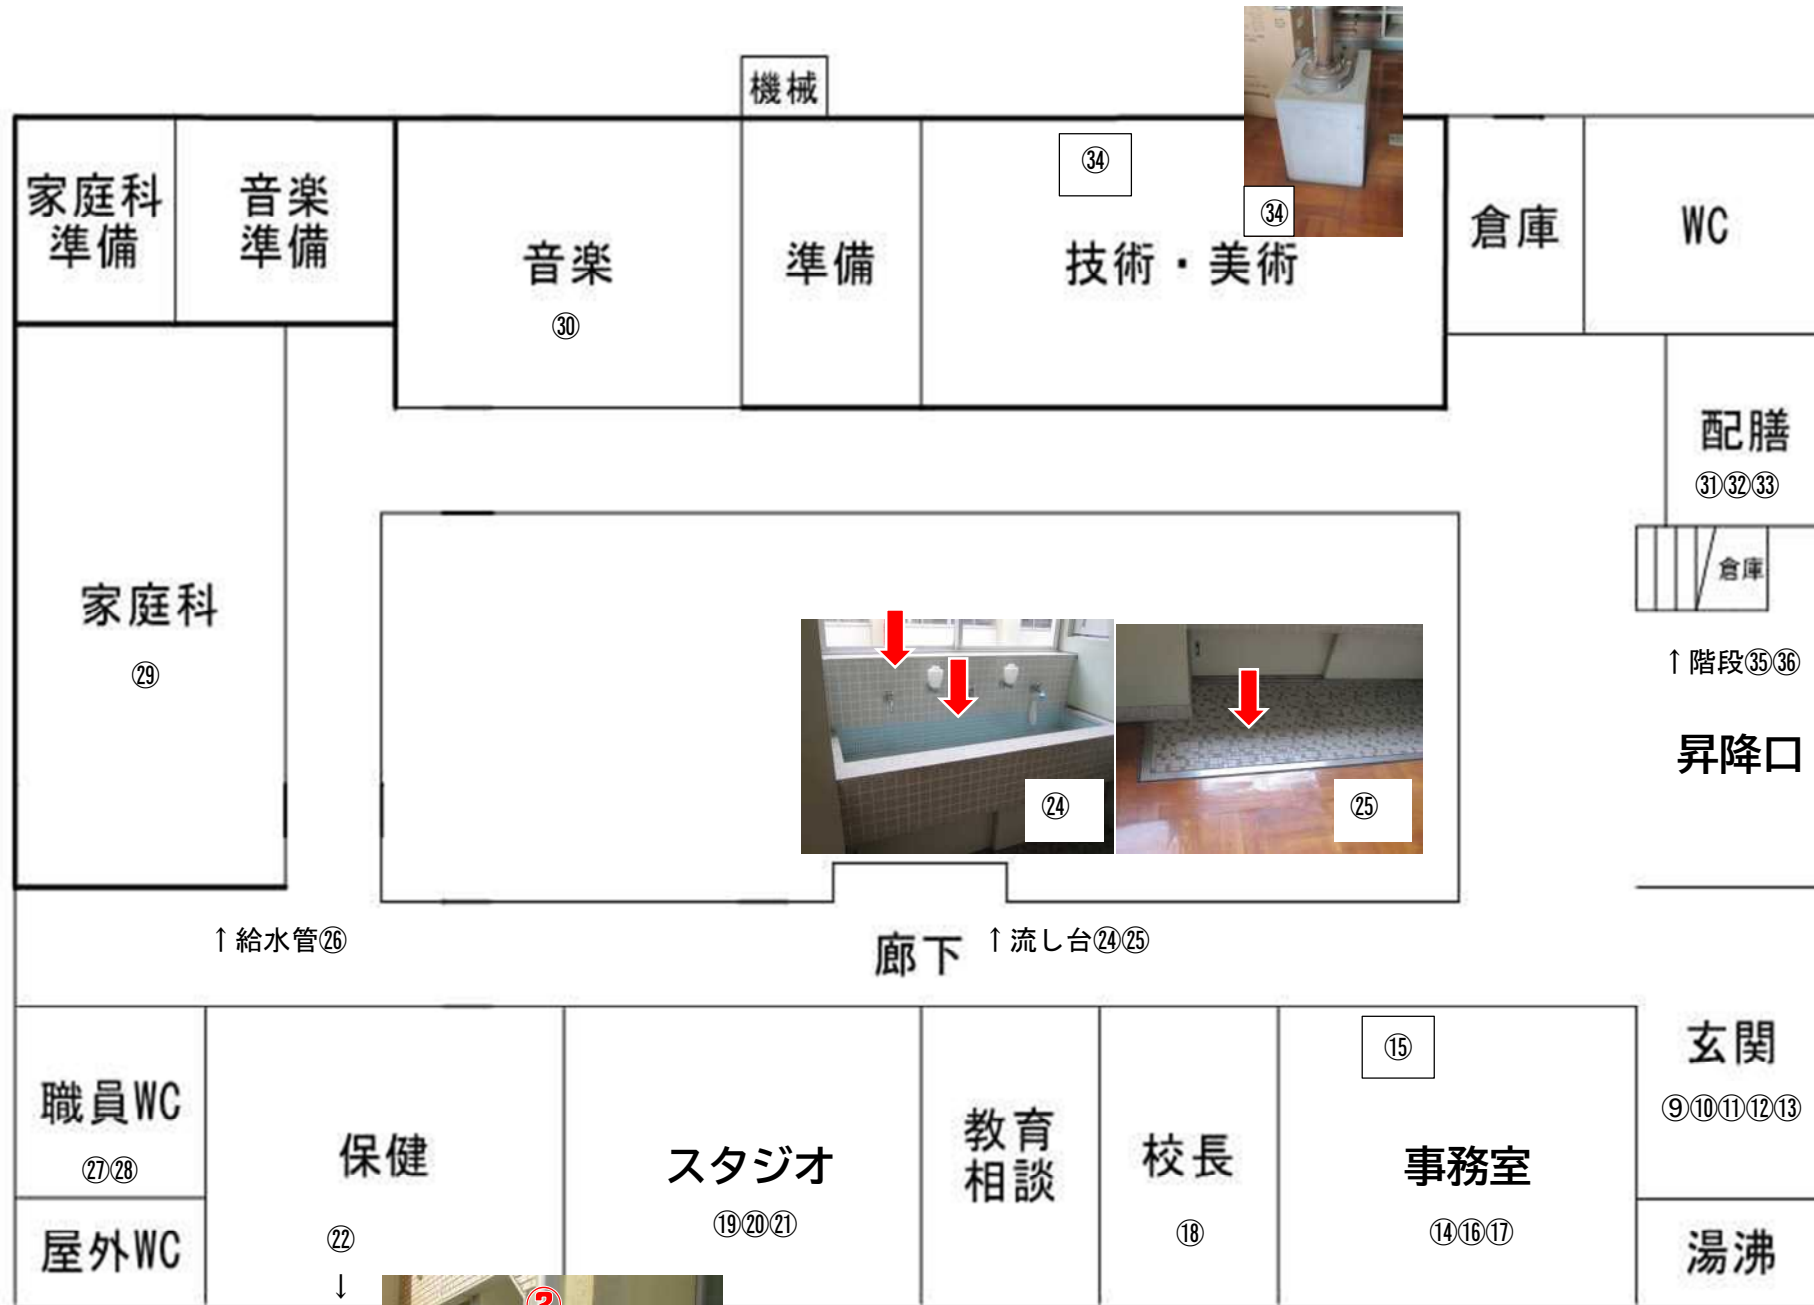 機械
㉞
㉞
家庭科
準備
音楽
準備
音楽
㉚
準備
技術・美術
倉庫
WC
配膳
㉛㉜㉝
倉庫
↑階段㉟㊱
昇降口
家庭科
㉙
㉔
㉕
↑給水管㉖
廊下
↑流し台㉔㉕
職員WC
㉗㉘
屋外WC
保健
㉒
↓
スタジオ
⑲⑳㉑
教育
相談
校長
⑱
⑮
事務室
⑭⑯⑰
玄関
⑨⑩⑪⑫⑬
湯沸